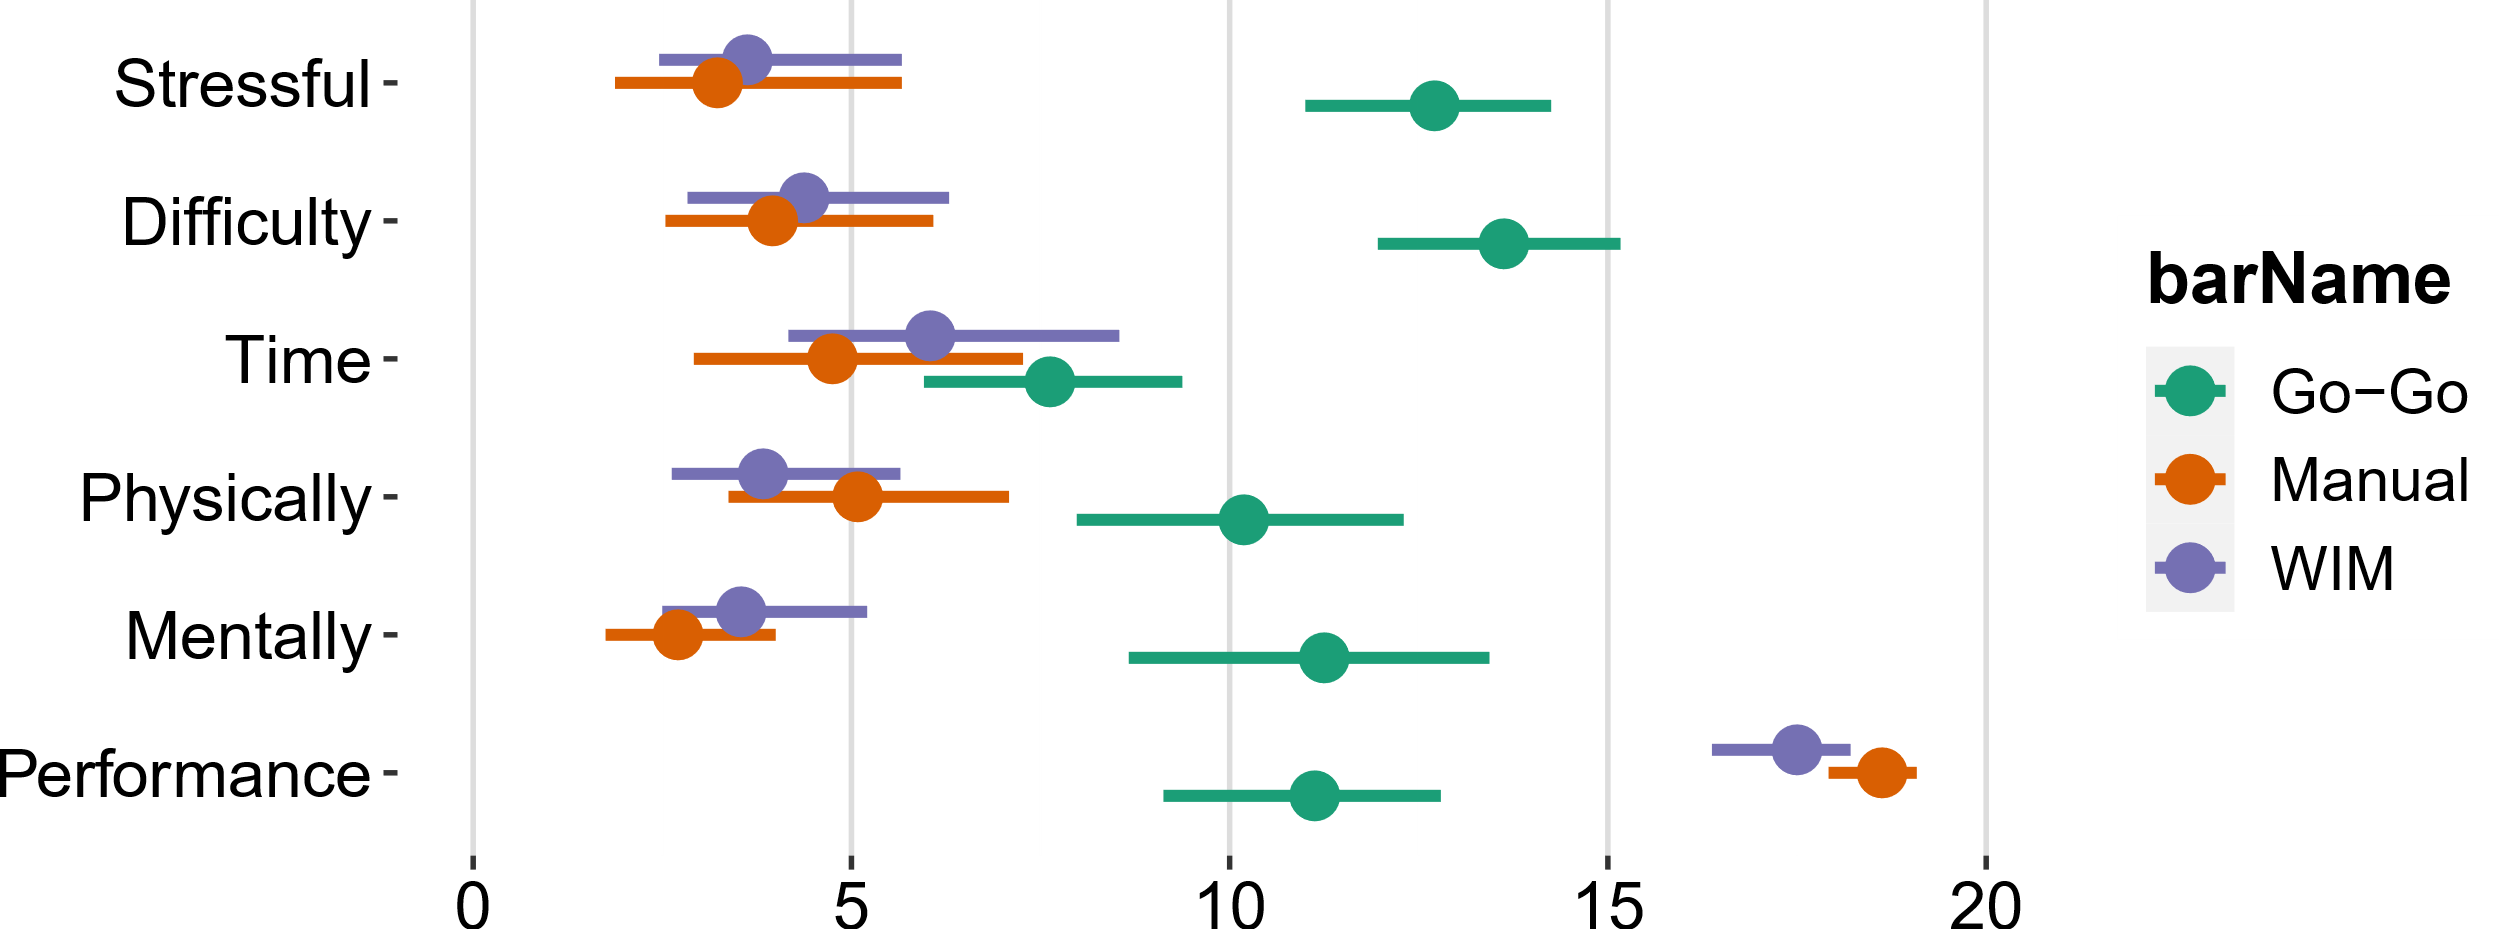 Stressful
Difficulty
Time
Physically
Mentally
Performance
0 5 10 15 20
barName
Go−Go
Manual
WIM